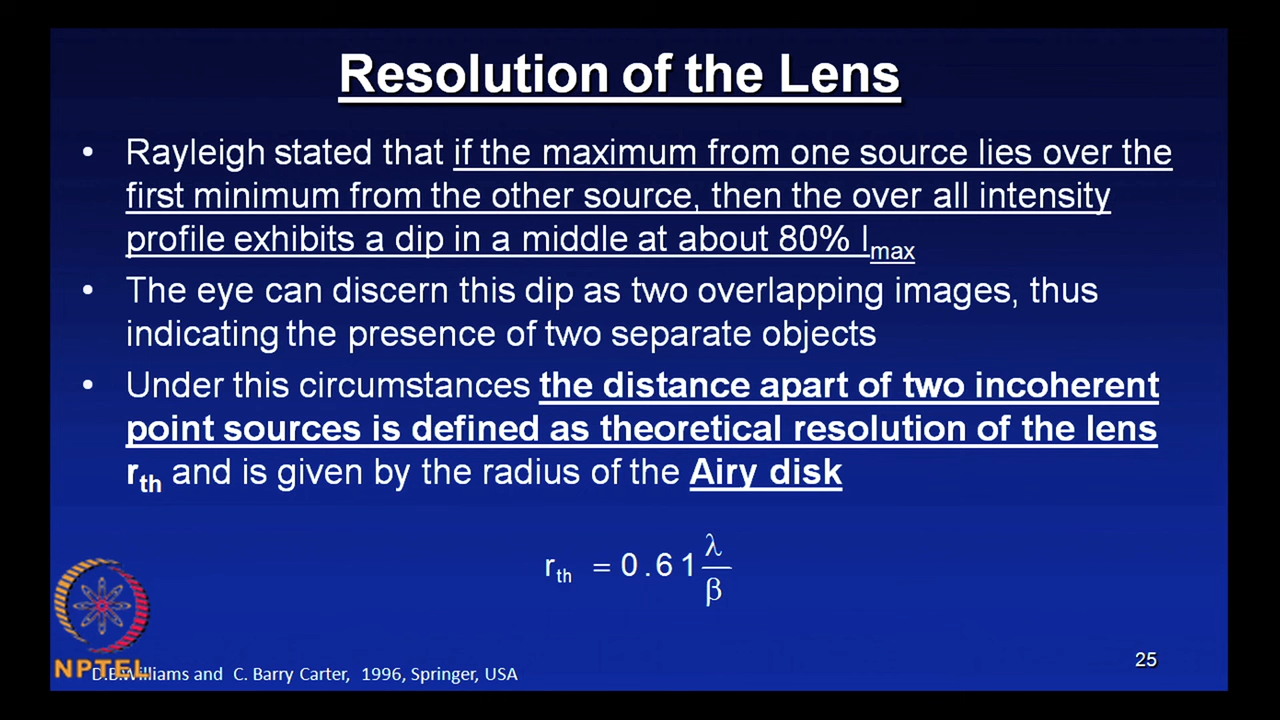 Resolution of the Lens
• Rayleigh stated that if the maximum from one source lies over the
first minimum from the other source, then the over all intensity
profile exhibits a dip in a middle at about 80% Imax
• The eye can discern this dip as two overlapping images, thus
indicating the presence of two separate objects
• Under this circumstances the distance apart of two incoherent
point sources is defined as theoretical resolution of the lens
rth and is given by the radius of the Airy disk
rth = 0.61 λ/β
NPTEL
D.B.Williams and C. Barry Carter, 1996, Springer, USA
25